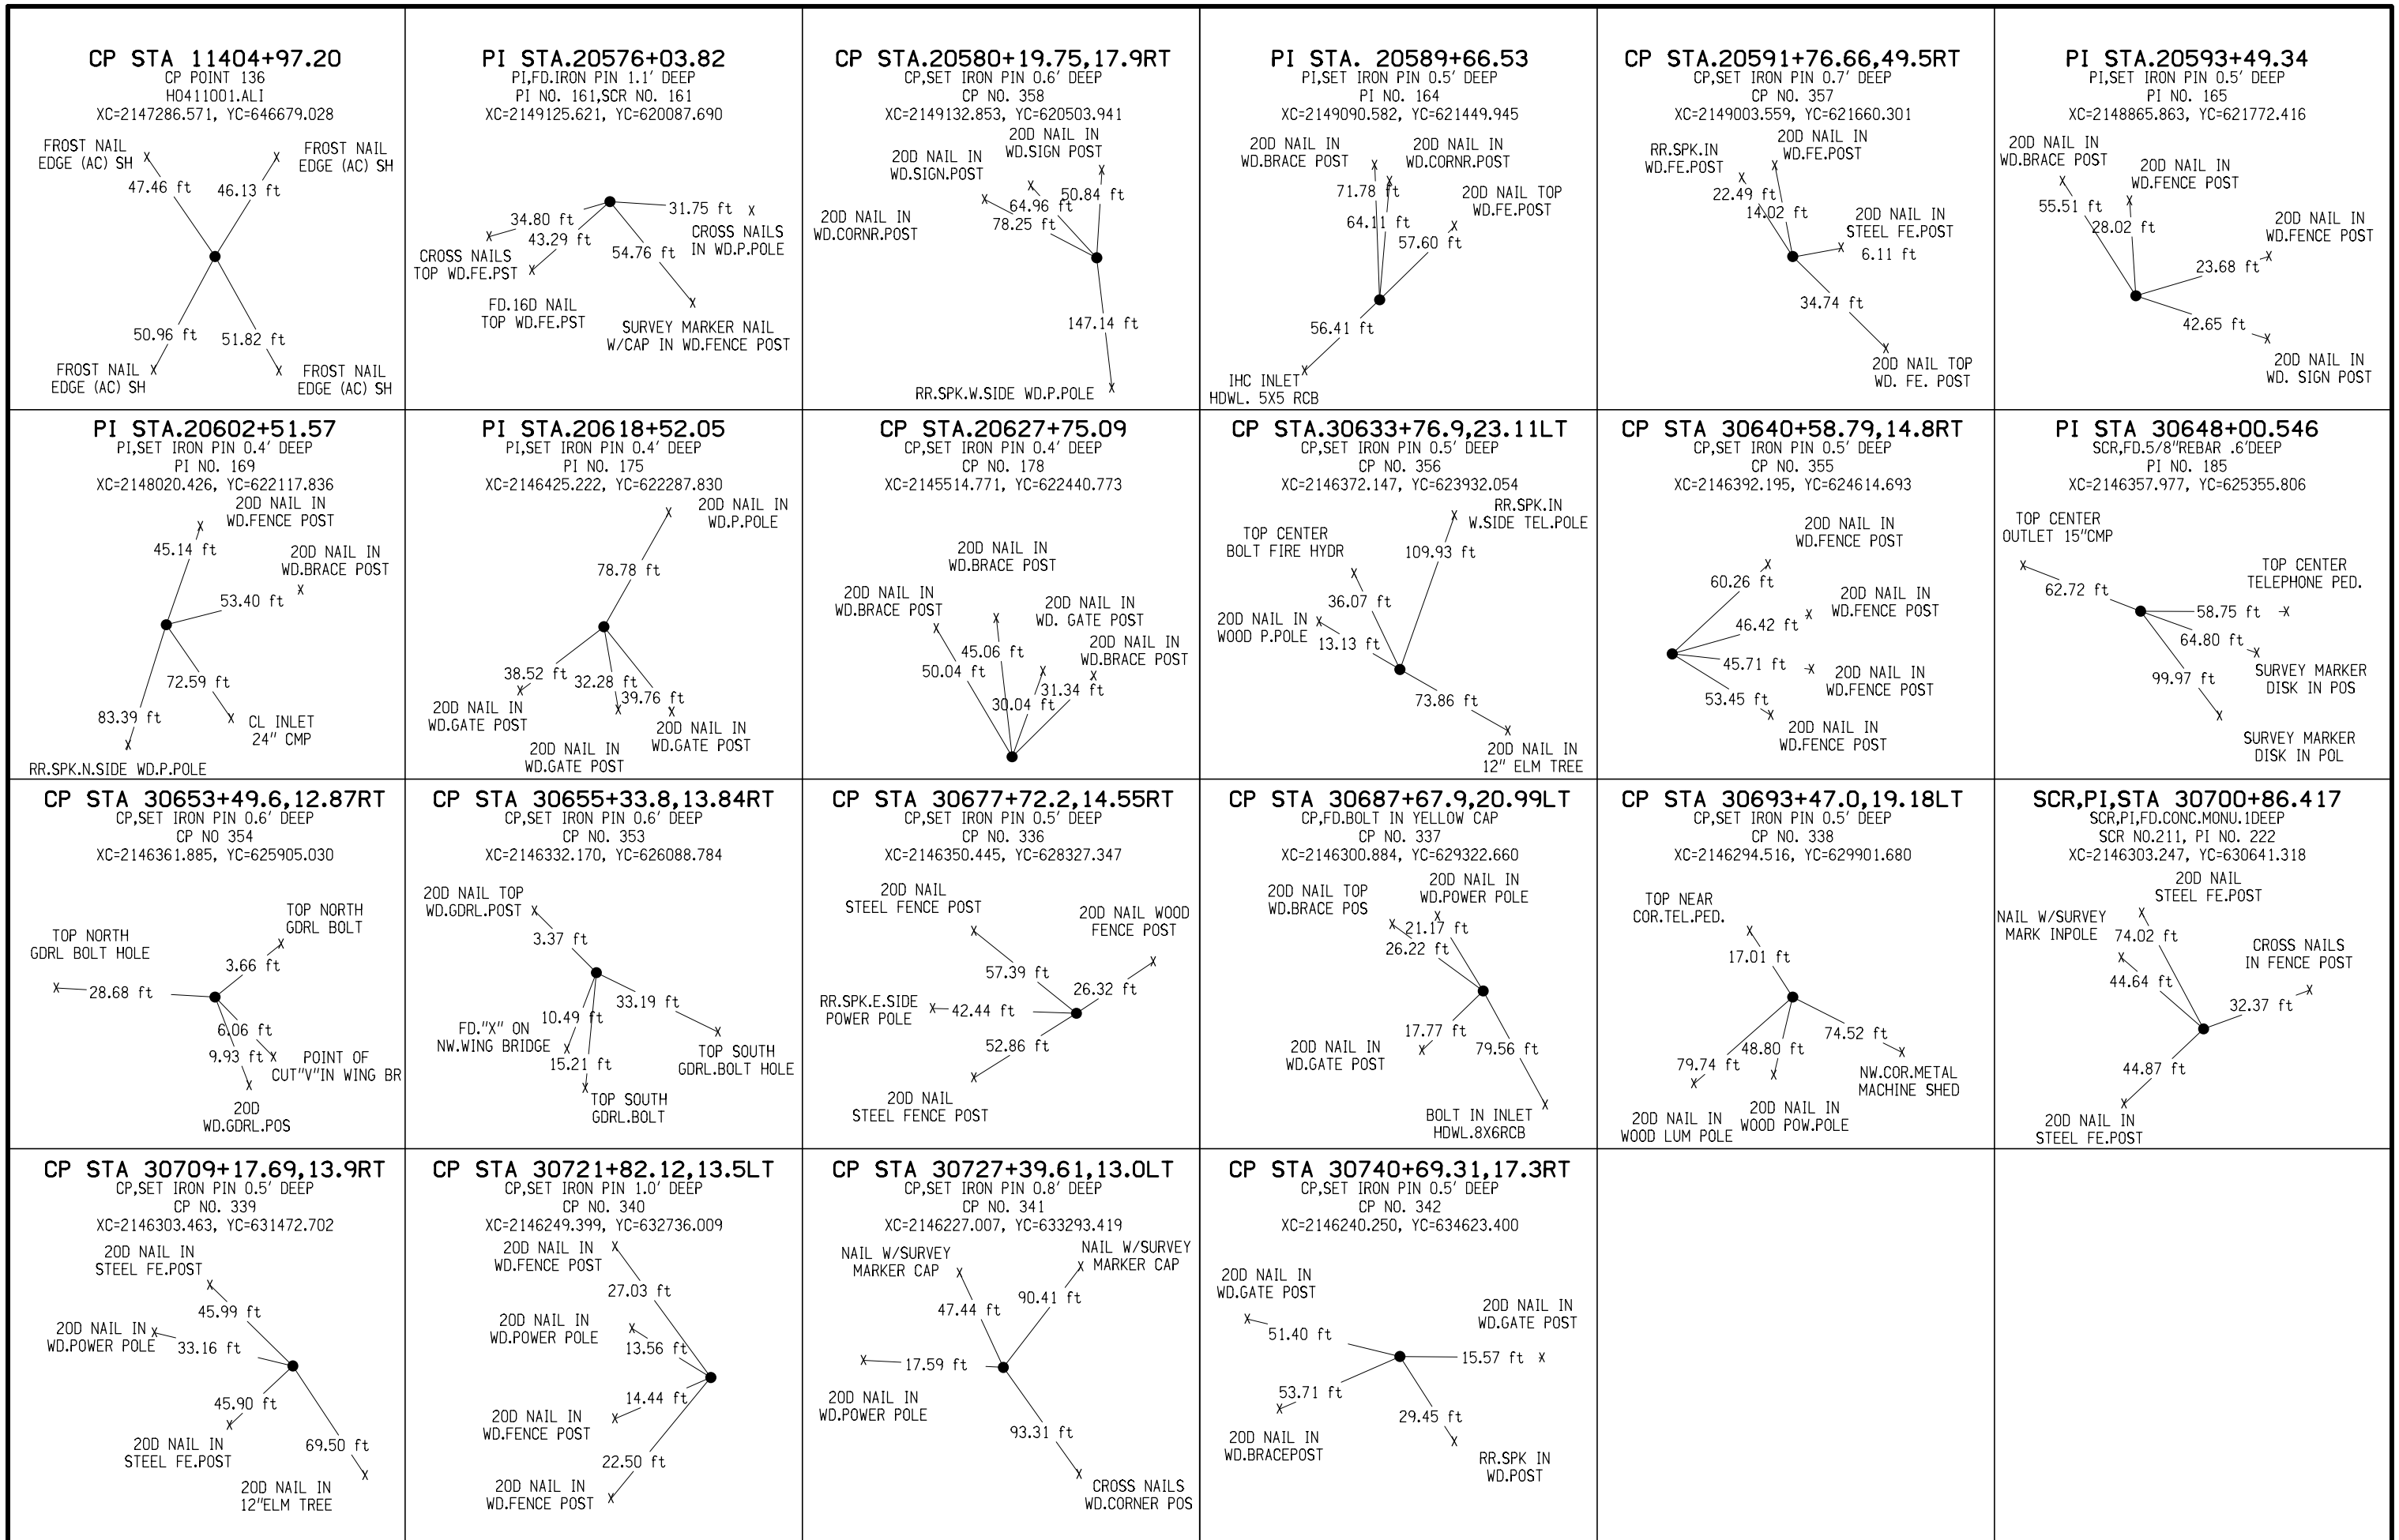 CP STA 11404+97.20
CP POINT 136
H0411001.ALI
XC=2147286.571, YC=646679.028
FROST NAIL
EDGE (AC) SH
FROST NAIL
EDGE (AC) SH
47.46 ft
46.13 ft
50.96 ft
51.82 ft
FROST NAIL
EDGE (AC) SH
FROST NAIL
EDGE (AC) SH
PI STA.20576+03.82
PI,FD.IRON PIN 1.1' DEEP
PI NO. 161,SCR NO. 161
XC=2149125.621, YC=620087.690
34.80 ft
31.75 ft
43.29 ft
54.76 ft
CROSS NAILS
IN WD.P.POLE
CROSS NAILS
TOP WD.FE.PST
FD.16D NAIL
TOP WD.FE.PST
SURVEY MARKER NAIL
W/CAP IN WD.FENCE POST
CP STA.20580+19.75,17.9RT
CP,SET IRON PIN 0.6' DEEP
CP NO. 358
XC=2149132.853, YC=620503.941
20D NAIL IN
WD.SIGN POST
20D NAIL IN
WD.SIGN.POST
50.84 ft
64.96 ft
78.25 ft
20D NAIL IN
WD.CORNR.POST
147.14 ft
RR.SPK.W.SIDE WD.P.POLE
PI STA. 20589+66.53
PI,SET IRON PIN 0.5' DEEP
PI NO. 164
XC=2149090.582, YC=621449.945
20D NAIL IN
WD.BRACE POST
20D NAIL IN
WD.CORNR.POST
71.78 ft
20D NAIL TOP
WD.FE.POST
64.11 ft
57.60 ft
56.41 ft
IHC INLET
HDWL. 5X5 RCB
CP STA.20591+76.66,49.5RT
CP,SET IRON PIN 0.7' DEEP
CP NO. 357
XC=2149003.559, YC=621660.301
20D NAIL IN
WD.FE.POST
RR.SPK.IN
WD.FE.POST
22.49 ft
14.02 ft
20D NAIL IN
STEEL FE.POST
6.11 ft
34.74 ft
20D NAIL TOP
WD. FE. POST
PI STA.20593+49.34
PI,SET IRON PIN 0.5' DEEP
PI NO. 165
XC=2148865.863, YC=621772.416
20D NAIL IN
WD.BRACE POST
20D NAIL IN
WD.FENCE POST
55.51 ft
28.02 ft
20D NAIL IN
WD.FENCE POST
23.68 ft
42.65 ft
20D NAIL IN
WD. SIGN POST
PI STA.20602+51.57
PI,SET IRON PIN 0.4' DEEP
PI NO. 169
XC=2148020.426, YC=622117.836
20D NAIL IN
WD.FENCE POST
45.14 ft
20D NAIL IN
WD.BRACE POST
53.40 ft
72.59 ft
83.39 ft
CL INLET
24" CMP
RR.SPK.N.SIDE WD.P.POLE
PI STA.20618+52.05
PI,SET IRON PIN 0.4' DEEP
PI NO. 175
XC=2146425.222, YC=622287.830
20D NAIL IN
WD.P.POLE
78.78 ft
38.52 ft
32.28 ft
39.76 ft
20D NAIL IN
WD.GATE POST
20D NAIL IN
WD.GATE POST
20D NAIL IN
WD.GATE POST
CP STA.20627+75.09
CP,SET IRON PIN 0.4' DEEP
CP NO. 178
XC=2145514.771, YC=622440.773
20D NAIL IN
WD.BRACE POST
20D NAIL IN
WD.BRACE POST
20D NAIL IN
WD. GATE POST
20D NAIL IN
WD.BRACE POST
45.06 ft
50.04 ft
31.34 ft
30.04 ft
CP STA.30633+76.9,23.11LT
CP,SET IRON PIN 0.5' DEEP
CP NO. 356
XC=2146372.147, YC=623932.054
RR.SPK.IN
W.SIDE TEL.POLE
TOP CENTER
BOLT FIRE HYDR
109.93 ft
36.07 ft
20D NAIL IN
WOOD P.POLE
13.13 ft
73.86 ft
20D NAIL IN
12" ELM TREE
CP STA 30640+58.79,14.8RT
CP,SET IRON PIN 0.5' DEEP
CP NO. 355
XC=2146392.195, YC=624614.693
20D NAIL IN
WD.FENCE POST
60.26 ft
20D NAIL IN
WD.FENCE POST
46.42 ft
45.71 ft
20D NAIL IN
WD.FENCE POST
53.45 ft
20D NAIL IN
WD.FENCE POST
PI STA 30648+00.546
SCR,FD.5/8"REBAR .6'DEEP
PI NO. 185
XC=2146357.977, YC=625355.806
TOP CENTER
OUTLET 15"CMP
TOP CENTER
TELEPHONE PED.
62.72 ft
58.75 ft
64.80 ft
SURVEY MARKER
DISK IN POS
99.97 ft
SURVEY MARKER
DISK IN POL
CP STA 30653+49.6,12.87RT
CP,SET IRON PIN 0.6' DEEP
CP NO 354
XC=2146361.885, YC=625905.030
TOP NORTH
GDRL BOLT
TOP NORTH
GDRL BOLT HOLE
3.66 ft
28.68 ft
6.06 ft
9.93 ft
POINT OF
CUT"V"IN WING BR
20D
WD.GDRL.POS
CP STA 30655+33.8,13.84RT
CP,SET IRON PIN 0.6' DEEP
CP NO. 353
XC=2146332.170, YC=626088.784
20D NAIL TOP
WD.GDRL.POST
3.37 ft
33.19 ft
10.49 ft
FD."X" ON
NW.WING BRIDGE
15.21 ft
TOP SOUTH
GDRL.BOLT HOLE
TOP SOUTH
GDRL.BOLT
CP STA 30677+72.2,14.55RT
CP,SET IRON PIN 0.5' DEEP
CP NO. 336
XC=2146350.445, YC=628327.347
20D NAIL
STEEL FENCE POST
20D NAIL WOOD
FENCE POST
57.39 ft
26.32 ft
RR.SPK.E.SIDE
POWER POLE
42.44 ft
52.86 ft
20D NAIL
STEEL FENCE POST
CP STA 30687+67.9,20.99LT
CP,FD.BOLT IN YELLOW CAP
CP NO. 337
XC=2146300.884, YC=629322.660
20D NAIL IN
WD.POWER POLE
20D NAIL TOP
WD.BRACE POS
21.17 ft
26.22 ft
17.77 ft
79.56 ft
20D NAIL IN
WD.GATE POST
BOLT IN INLET
HDWL.8X6RCB
CP STA 30693+47.0,19.18LT
CP,SET IRON PIN 0.5' DEEP
CP NO. 338
XC=2146294.516, YC=629901.680
TOP NEAR
COR.TEL.PED.
17.01 ft
74.52 ft
48.80 ft
79.74 ft
NW.COR.METAL
MACHINE SHED
20D NAIL IN
WOOD LUM POLE
20D NAIL IN
WOOD POW.POLE
SCR,PI,STA 30700+86.417
SCR,PI,FD.CONC.MONU.1DEEP
SCR NO.211, PI NO. 222
XC=2146303.247, YC=630641.318
20D NAIL
STEEL FE.POST
NAIL W/SURVEY
MARK INPOLE
74.02 ft
CROSS NAILS
IN FENCE POST
44.64 ft
32.37 ft
44.87 ft
20D NAIL IN
STEEL FE.POST
CP STA 30709+17.69,13.9RT
CP,SET IRON PIN 0.5' DEEP
CP NO. 339
XC=2146303.463, YC=631472.702
20D NAIL IN
STEEL FE.POST
45.99 ft
20D NAIL IN
WD.POWER POLE
33.16 ft
45.90 ft
20D NAIL IN
STEEL FE.POST
69.50 ft
20D NAIL IN
12"ELM TREE
CP STA 30721+82.12,13.5LT
CP,SET IRON PIN 1.0' DEEP
CP NO. 340
XC=2146249.399, YC=632736.009
20D NAIL IN
WD.FENCE POST
27.03 ft
20D NAIL IN
WD.POWER POLE
13.56 ft
14.44 ft
20D NAIL IN
WD.FENCE POST
22.50 ft
20D NAIL IN
WD.FENCE POST
CP STA 30727+39.61,13.0LT
CP,SET IRON PIN 0.8' DEEP
CP NO. 341
XC=2146227.007, YC=633293.419
NAIL W/SURVEY
MARKER CAP
NAIL W/SURVEY
MARKER CAP
47.44 ft
90.41 ft
17.59 ft
20D NAIL IN
WD.POWER POLE
93.31 ft
CROSS NAILS
WD.CORNER POS
CP STA 30740+69.31,17.3RT
CP,SET IRON PIN 0.5' DEEP
CP NO. 342
XC=2146240.250, YC=634623.400
20D NAIL IN
WD.GATE POST
20D NAIL IN
WD.GATE POST
51.40 ft
15.57 ft
53.71 ft
29.45 ft
20D NAIL IN
WD.BRACEPOST
RR.SPK IN
WD.POST